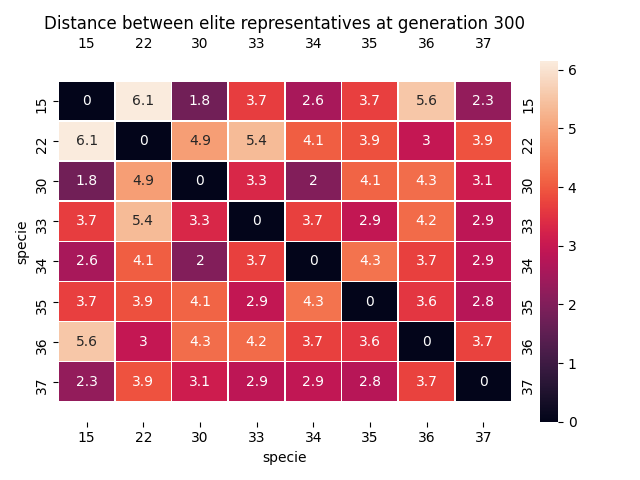 Distance between elite representatives at generation 300
15 22 30 33 34 35 36 37
15 0 6.1 1.8 3.7 2.6 3.7 5.6 2.3 15
22 6.1 0 4.9 5.4 4.1 3.9 3 3.9 22
30 1.8 4.9 0 3.3 2 4.1 4.3 3.1 30
33 3.7 5.4 3.3 0 3.7 2.9 4.2 2.9 33
34 2.6 4.1 2 3.7 0 4.3 3.7 2.9 34
35 3.7 3.9 4.1 2.9 4.3 0 3.6 2.8 35
36 5.6 3 4.3 4.2 3.7 3.6 0 3.7 36
37 2.3 3.9 3.1 2.9 2.9 2.8 3.7 0 37
15 22 30 33 34 35 36 37
specie
specie
6
5
4
3
2
1
0